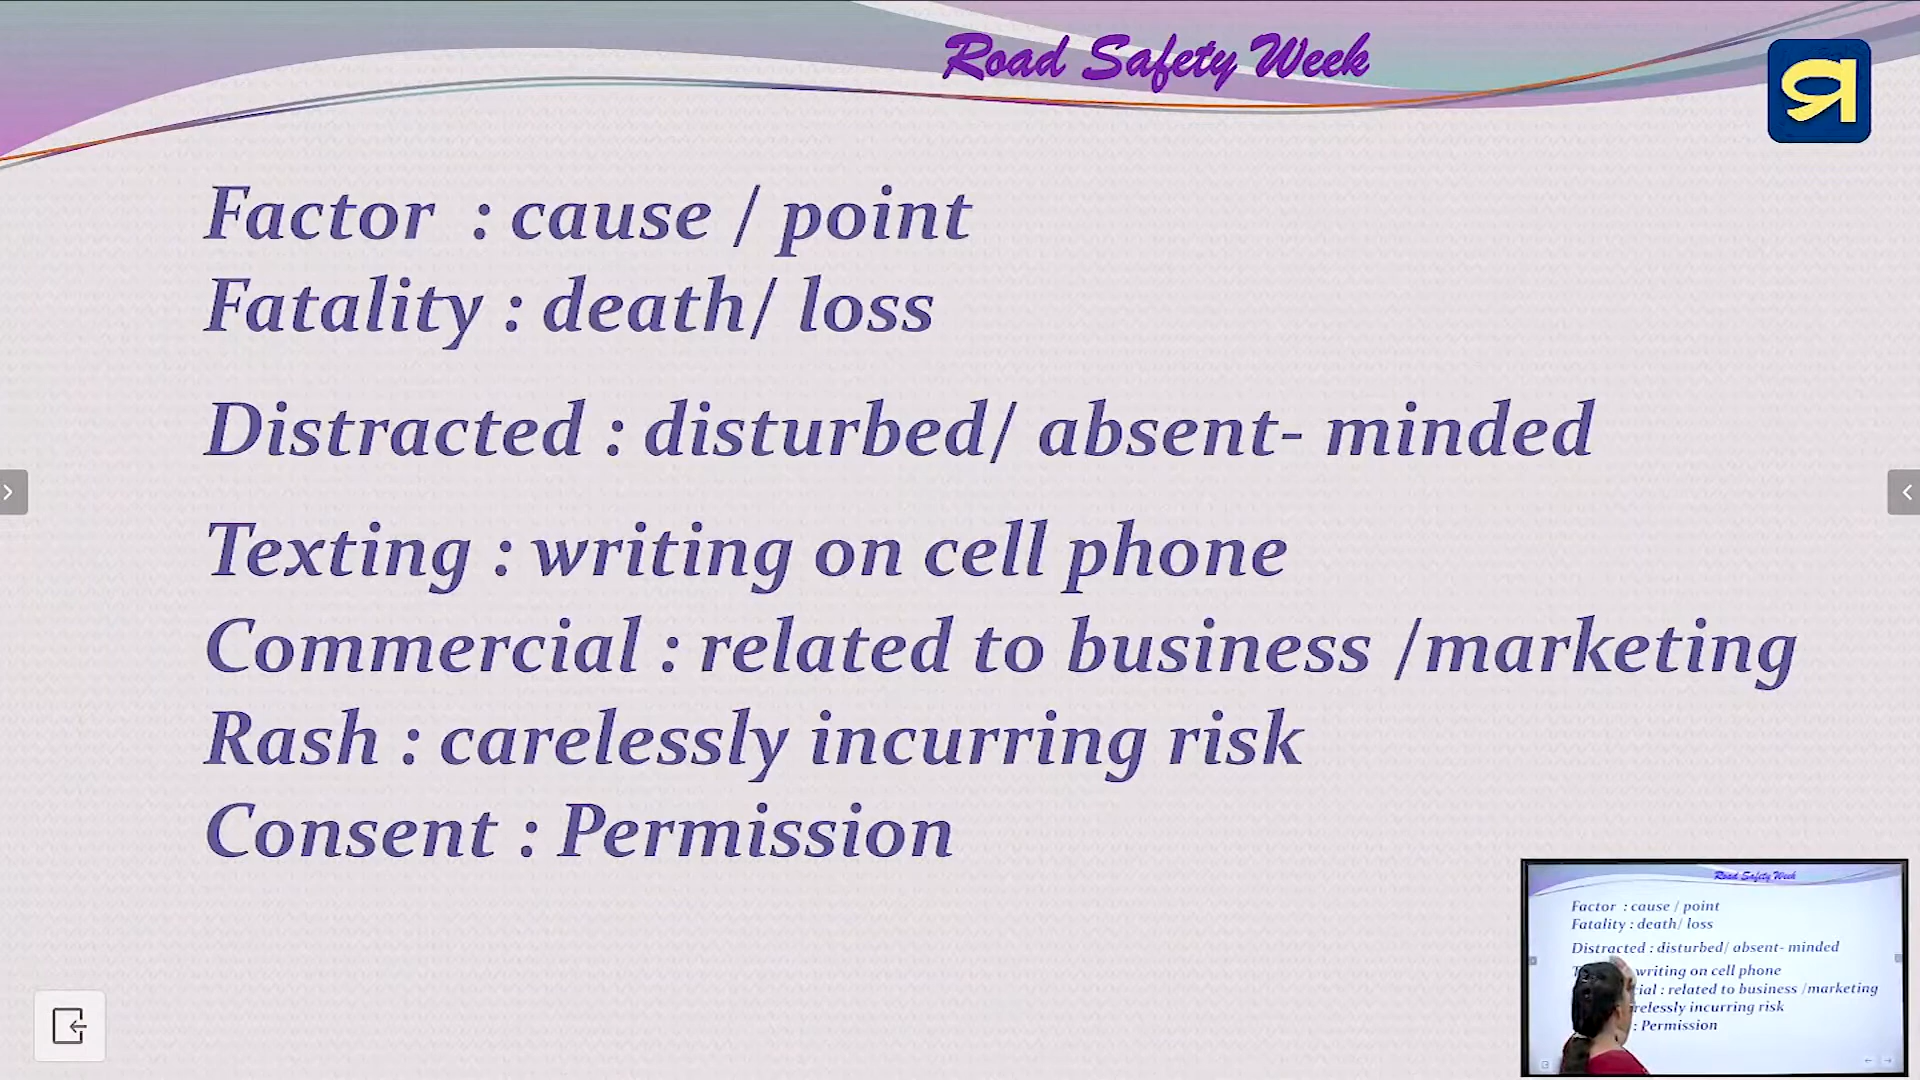 Road Safety Week
Factor : cause / point
Fatality : death/ loss
Distracted : disturbed/ absent- minded
Texting : writing on cell phone
Commercial : related to business /marketing
Rash : carelessly incurring risk
Consent : Permission
Road Safety Week
Factor : cause / point
Fatality : death/ loss
Distracted : disturbed/ absent- minded
writing on cell phone
cial : related to business /marketing
relessly incurring risk
: Permission